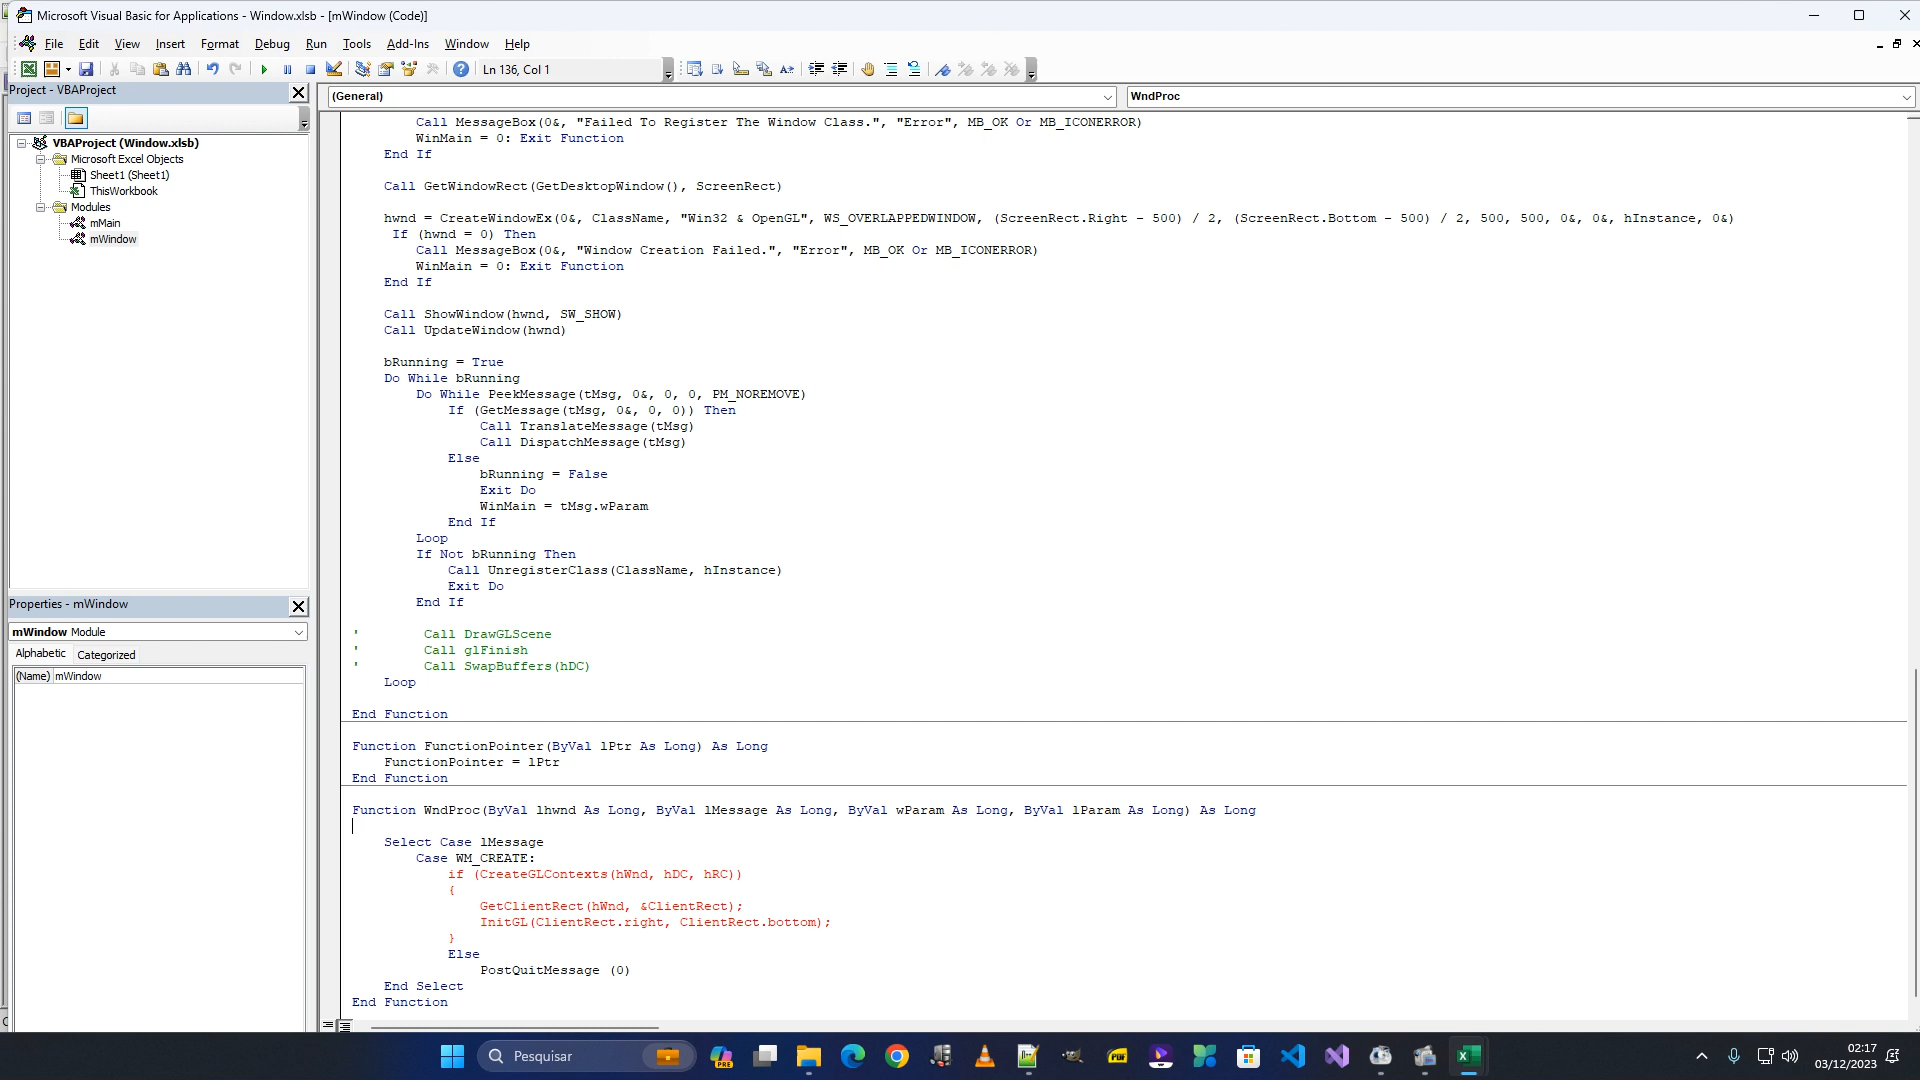 Microsoft Visual Basic for Applications - Window.xlsb - [mWindow (Code)]
File Edit View Insert Format Debug Run Tools Add-Ins Window Help
Ln 136, Col 1
Project - VBAProject
(General)
WndProc
VBAProject (Window.xlsb)
Microsoft Excel Objects
Sheet1 (Sheet1)
ThisWorkbook
Modules
mMain
mWindow
Properties - mWindow
mWindow Module
Alphabetic
Categorized
(Name) mWindow
Call MessageBox(0&, "Failed To Register The Window Class.", "Error", MB_OK Or MB_ICONERROR)
WinMain = 0: Exit Function
End If
Call GetWindowRect(GetDesktopWindow(), ScreenRect)
hwnd = CreateWindowEx(0&, ClassName, "Win32 & OpenGL", WS_OVERLAPPEDWINDOW, (ScreenRect.Right - 500) / 2, (ScreenRect.Bottom - 500) / 2, 500, 500, 0&, 0&, hInstance, 0&)
If (hwnd = 0) Then
Call MessageBox(0&, "Window Creation Failed.", "Error", MB_OK Or MB_ICONERROR)
WinMain = 0: Exit Function
End If
Call ShowWindow(hwnd, SW_SHOW)
Call UpdateWindow(hwnd)
bRunning = True
Do While bRunning
Do While PeekMessage(tMsg, 0&, 0, 0, PM_NOREMOVE)
If (GetMessage(tMsg, 0&, 0, 0)) Then
Call TranslateMessage(tMsg)
Call DispatchMessage(tMsg)
Else
bRunning = False
Exit Do
WinMain = tMsg.wParam
End If
Loop
If Not bRunning Then
Call UnregisterClass(ClassName, hInstance)
Exit Do
End If
' Call DrawGLScene
' Call glFinish
' Call SwapBuffers(hDC)
Loop
End Function
Function FunctionPointer(ByVal lPtr As Long) As Long
FunctionPointer = lPtr
End Function
Function WndProc(ByVal lhwnd As Long, ByVal lMessage As Long, ByVal wParam As Long, ByVal lParam As Long) As Long
Select Case lMessage
Case WM_CREATE:
if (CreateGLContexts(hWnd, hDC, hRC))
{
GetClientRect(hWnd, &ClientRect);
InitGL(ClientRect.right, ClientRect.bottom);
}
Else
PostQuitMessage (0)
End Select
End Function
Pesquisar
PRE
PDF
02:17
03/12/2023